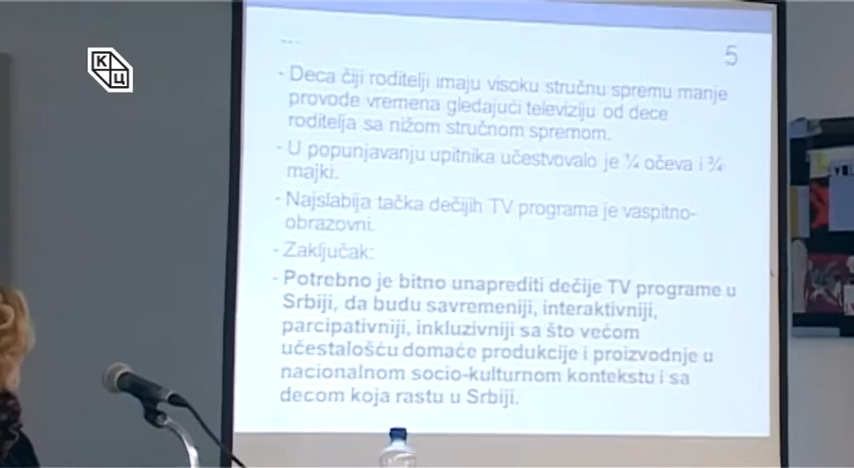 К
Ц
...
5
- Deca čiji roditelji imaju visoku stručnu spremu manje
provode vremena gledajući televiziju od dece
roditelja sa nižom stručnom spremom.
- U popunjavanju upitnika učestvovalo je ¼ očeva i ¾
majki.
- Najslabija tačka dečijih TV programa je vaspitno-
obrazovni.
- Zaključak:
- Potrebno je bitno unaprediti dečije TV programe u
Srbiji, da budu savremeniji, interaktivniji,
parcipativniji, inkluzivniji sa što većom
učestalošću domaće produkcije i proizvodnje u
nacionalnom socio-kulturnom kontekstu i sa
decom koja rastu u Srbiji.